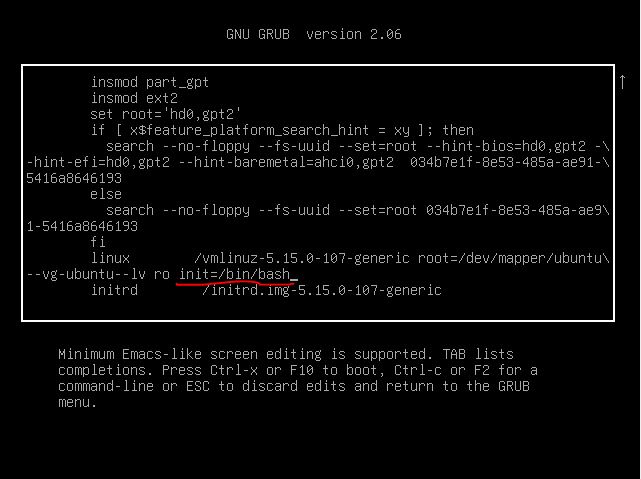 GNU GRUB version 2.06
insmod part_gpt
insmod ext2
set root='hd0,gpt2'
if [ x$feature_platform_search_hint = xy ]; then
search --no-floppy --fs-uuid --set=root --hint-bios=hd0,gpt2 -\
-hint-efi=hd0,gpt2 --hint-baremetal=ahci0,gpt2 034b7e1f-8e53-485a-ae91-\
5416a8646193
else
search --no-floppy --fs-uuid --set=root 034b7e1f-8e53-485a-ae9\
1-5416a8646193
fi
linux /vmlinuz-5.15.0-107-generic root=/dev/mapper/ubuntu\
--vg-ubuntu--lv ro init=/bin/bash_
initrd /initrd.img-5.15.0-107-generic
Minimum Emacs-like screen editing is supported. TAB lists
completions. Press Ctrl-x or F10 to boot, Ctrl-c or F2 for a
command-line or ESC to discard edits and return to the GRUB
menu.